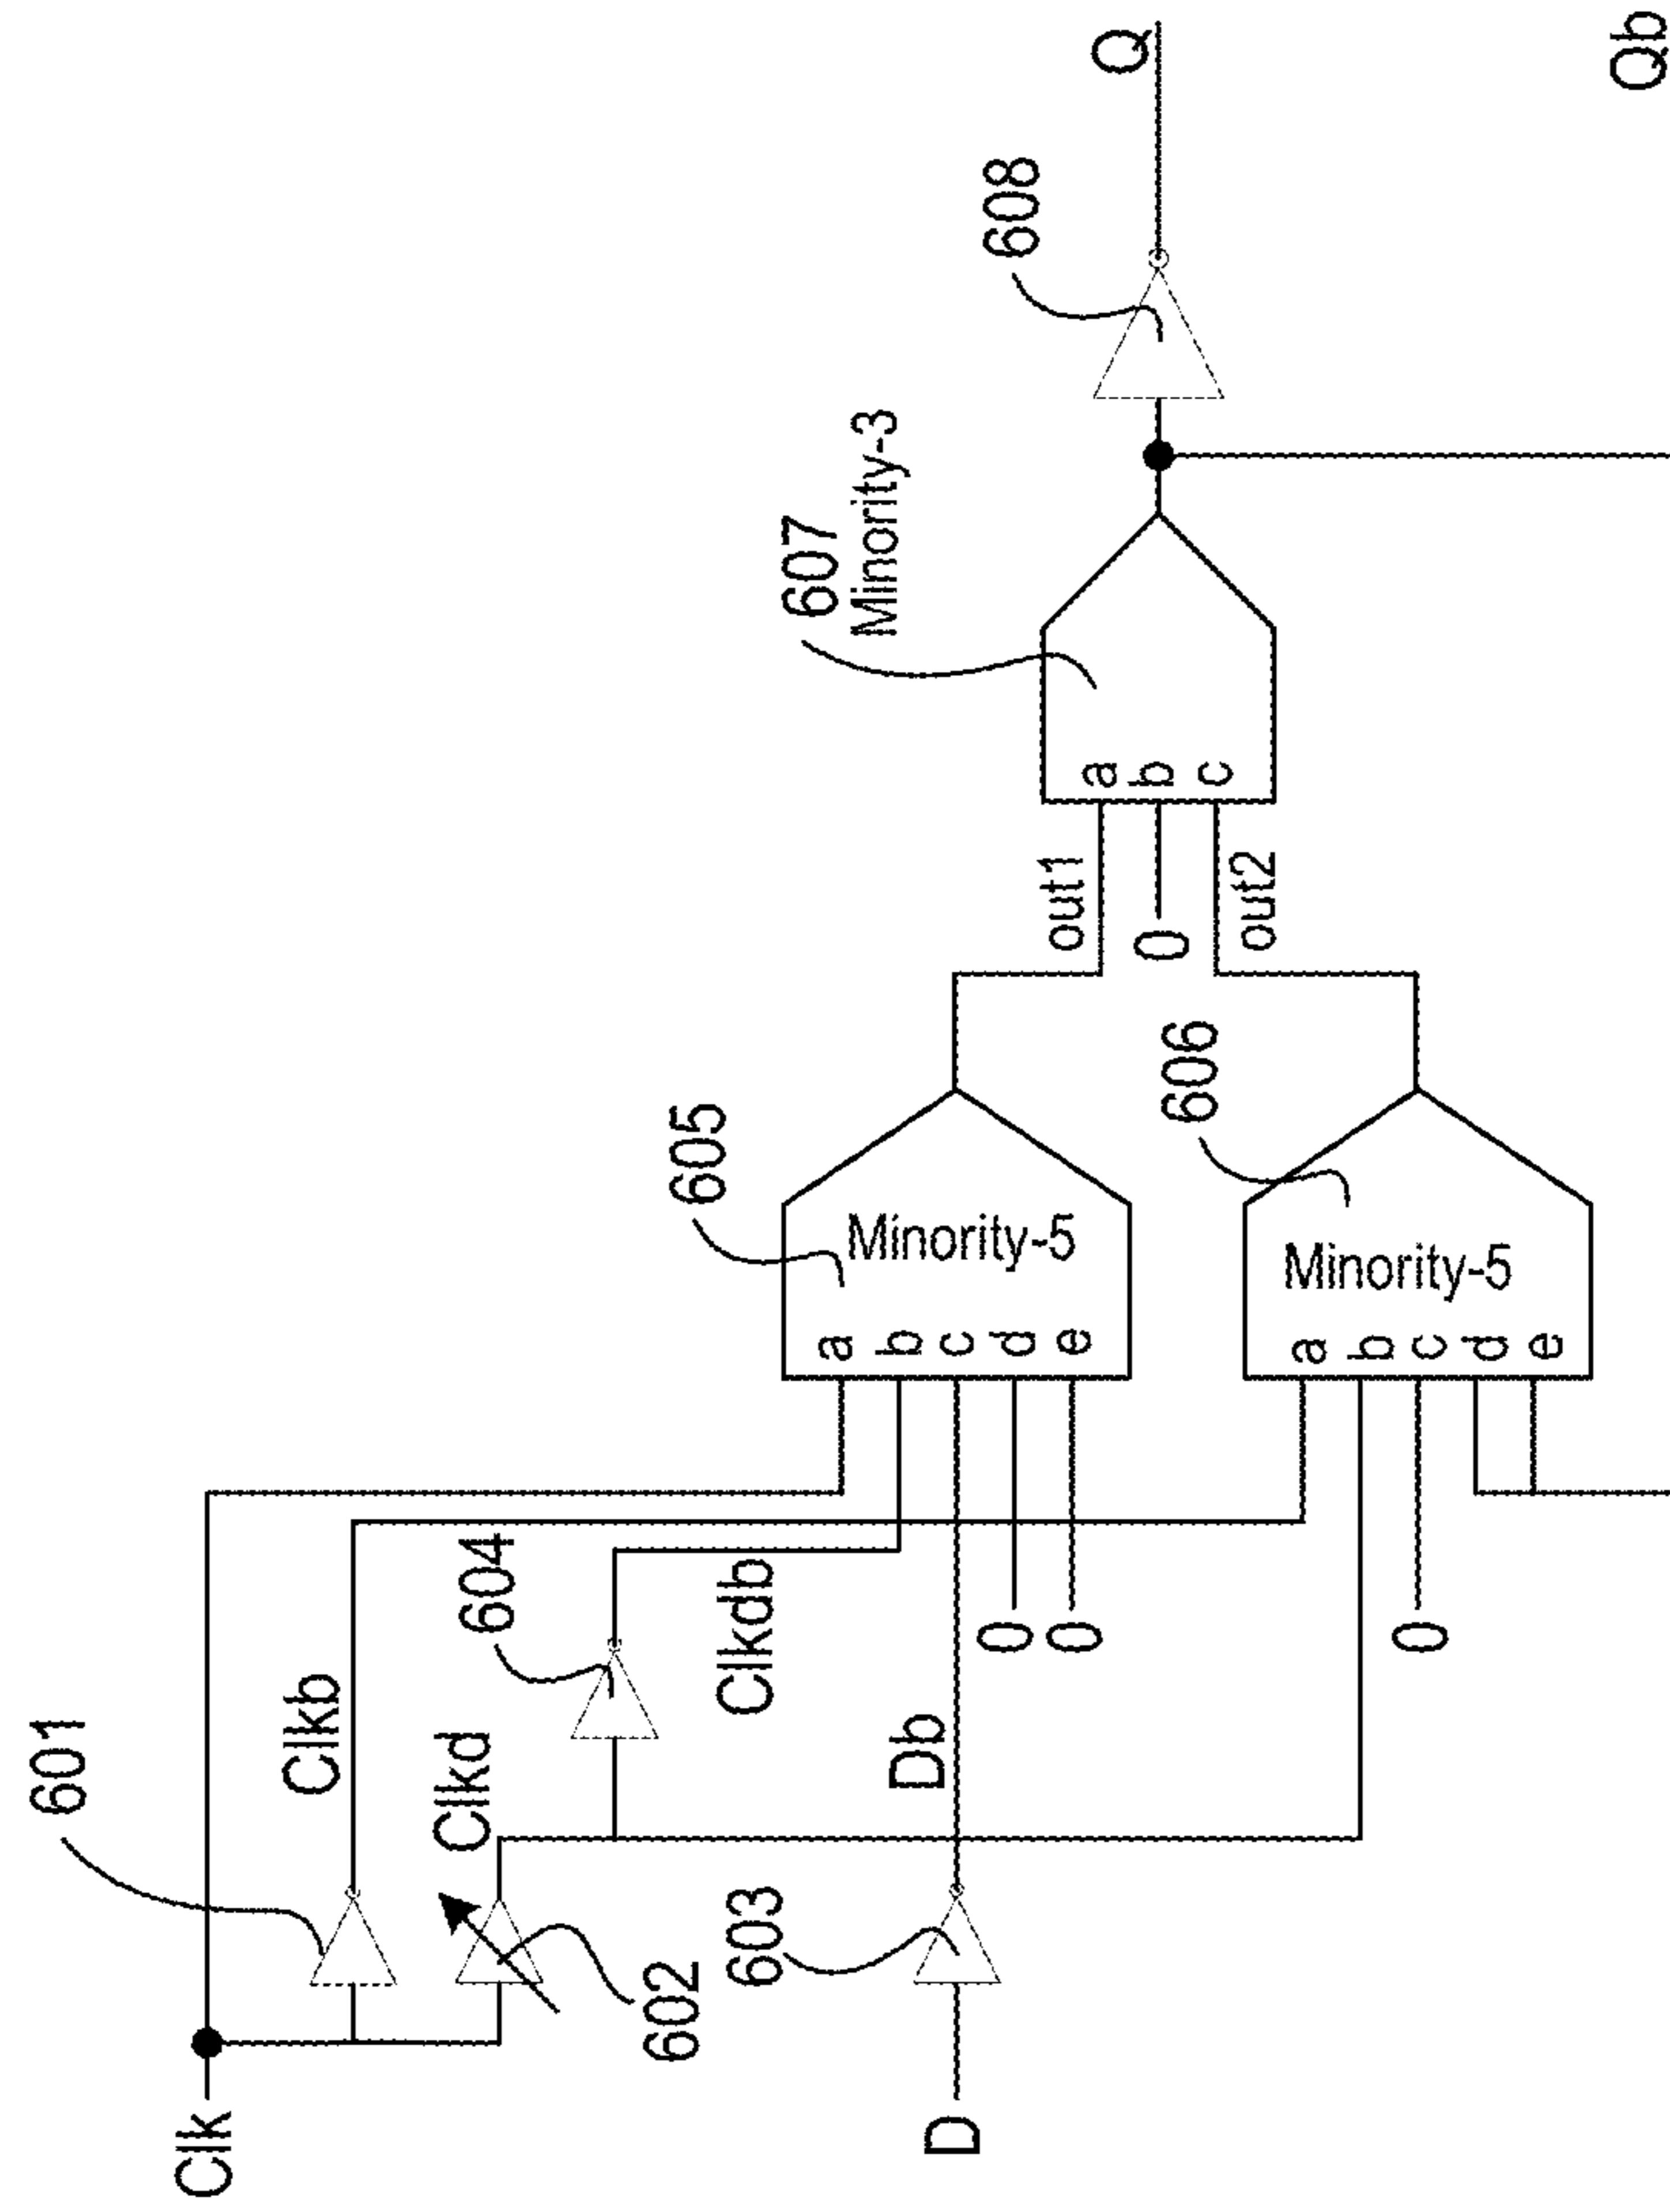 Clk
601
Clkb
Clkd
602
604
Clkdb
603
D
Db
0
0
0
605
Minority-5
a
b
c
d
e
606
Minority-5
a
b
c
d
e
out1
0
out2
607
Minority-3
a
b
c
608
Q
Qb